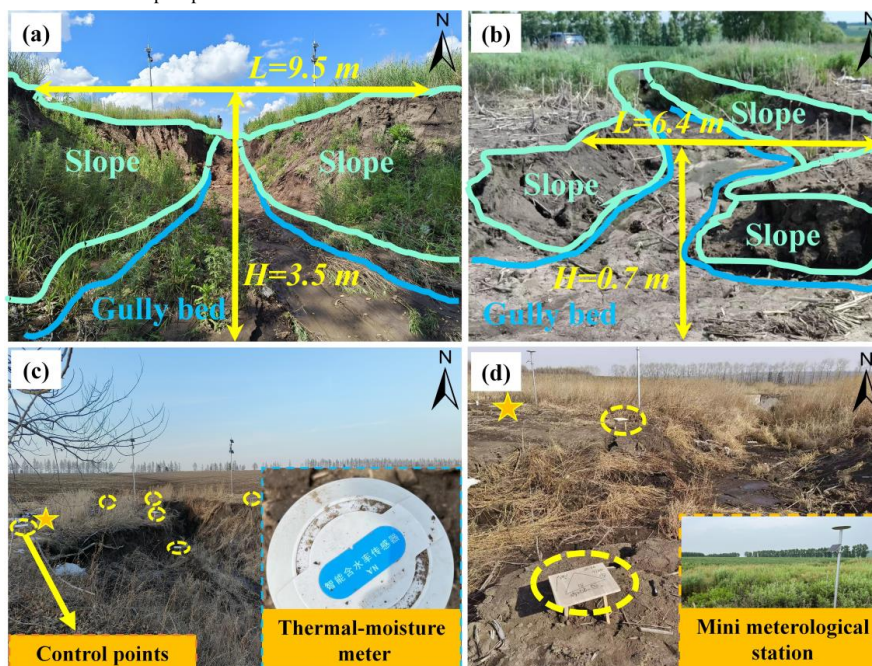 (a)
N
L=9.5 m
Slope
Slope
H=3.5 m
Gully bed
(b)
N
Slope
L=6.4 m
Slope
Slope
H=0.7 m
Gully bed
(c)
N
智能含水率传感器
Control points
Thermal-moisture
meter
(d)
N
Mini meterological
station